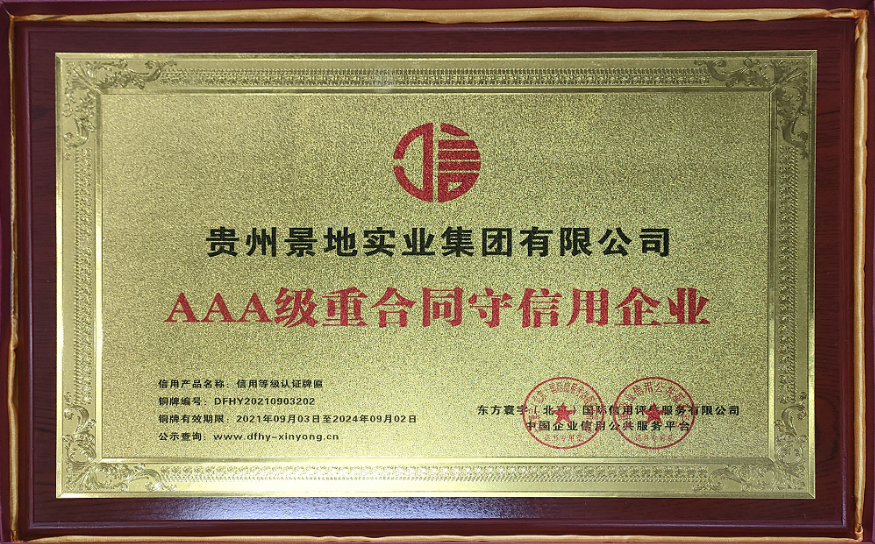 信
贵州景地实业集团有限公司
AAA级重合同守信用企业
信用产品名称：信用等级认证牌匾
铜牌编号：DFHY20210903202
铜牌有效期限：2021年09月03日至2024年09月02日
公示查询：www.dfhy-xinyong.cn
东方寰宇（北京）国际信用评估服务有限公司
中国企业信用公共服务平台